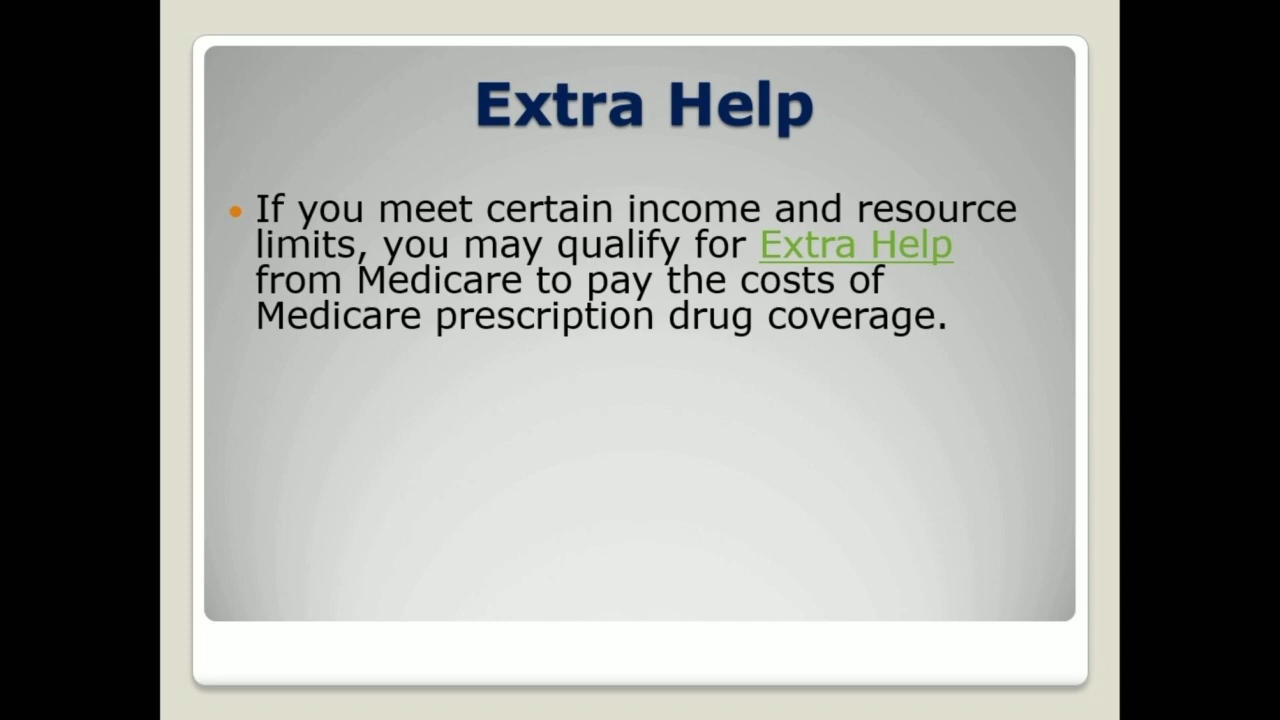 Extra Help
If you meet certain income and resource
limits, you may qualify for Extra Help
from Medicare to pay the costs of
Medicare prescription drug coverage.